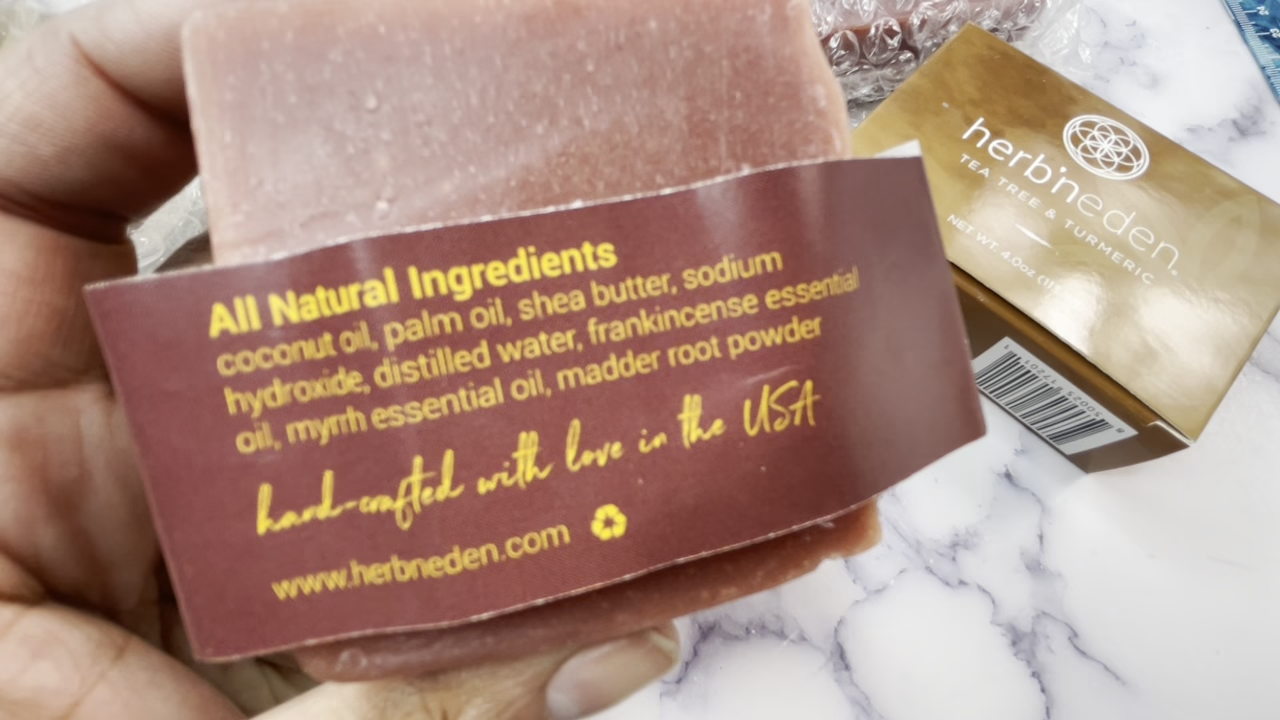 All Natural Ingredients
coconut oil, palm oil, shea butter, sodium
hydroxide, distilled water, frankincense essential
oil, myrrh essential oil, madder root powder
hand-crafted with love in the USA
www.herbneden.com
herb'neden
TEA TREE & TURMERIC
NET WT. 4.0oz